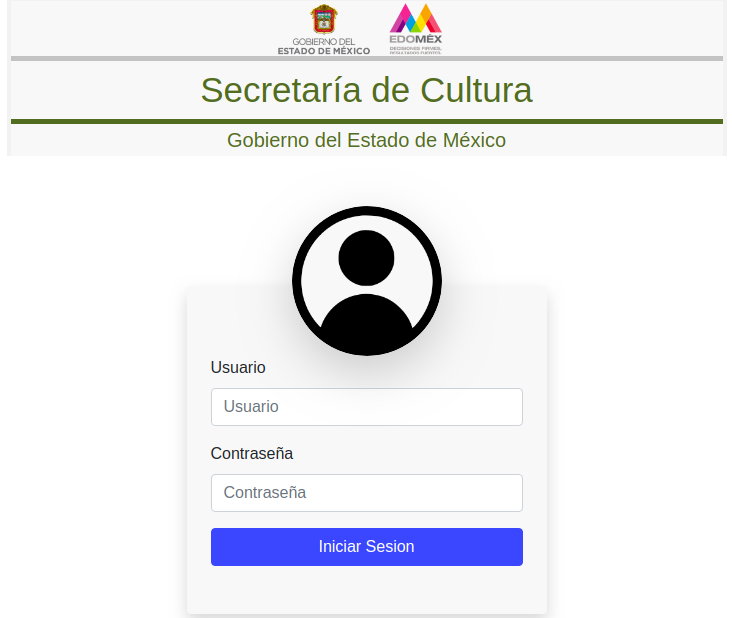 GOBIERNO DEL
ESTADO DE MÉXICO
EDOMÉX
DECISIONES FIRMES,
RESULTADOS FUERTES.
Secretaría de Cultura
Gobierno del Estado de México
Usuario
Usuario
Contraseña
Contraseña
Iniciar Sesion